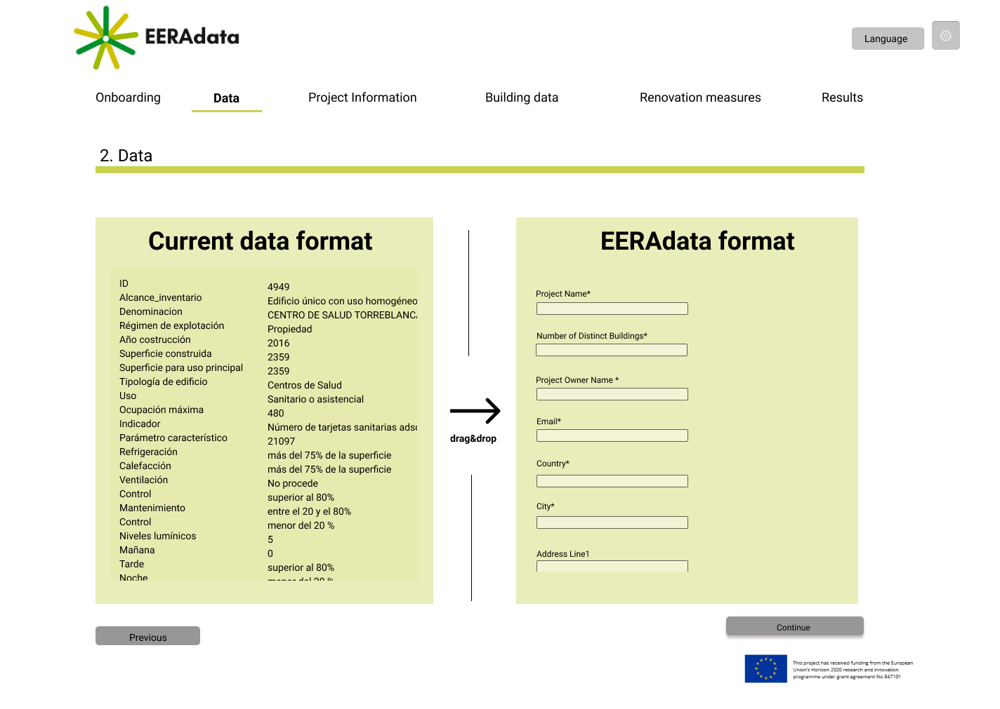 EERAdata
Language
Onboarding
Data
Project Information
Building data
Renovation measures
Results
2. Data
Current data format
ID
4949
Alcance_inventario
Edificio único con uso homogéneo
Denominacion
CENTRO DE SALUD TORREBLANCA
Régimen de explotación
Propiedad
Año costrucción
2016
Superficie construida
2359
Superficie para uso principal
2359
Tipología de edificio
Centros de Salud
Uso
Sanitario o asistencial
Ocupación máxima
480
Indicador
Número de tarjetas sanitarias
Parámetro característico
21097
Refrigeración
más del 75% de la superficie
Calefacción
más del 75% de la superficie
Ventilación
No procede
Control
superior al 80%
Mantenimiento
entre el 20 y el 80%
Control
menor del 20 %
Niveles lumínicos
5
Mañana
0
Tarde
superior al 80%
Noche
menor del 20 %
drag&drop
EERAdata format
Project Name*
Number of Distinct Buildings*
Project Owner Name *
Email*
Country*
City*
Address Line1
Previous
Continue
This project has received funding from the European
Union's Horizon 2020 research and innovation
programme under grant agreement No 847101